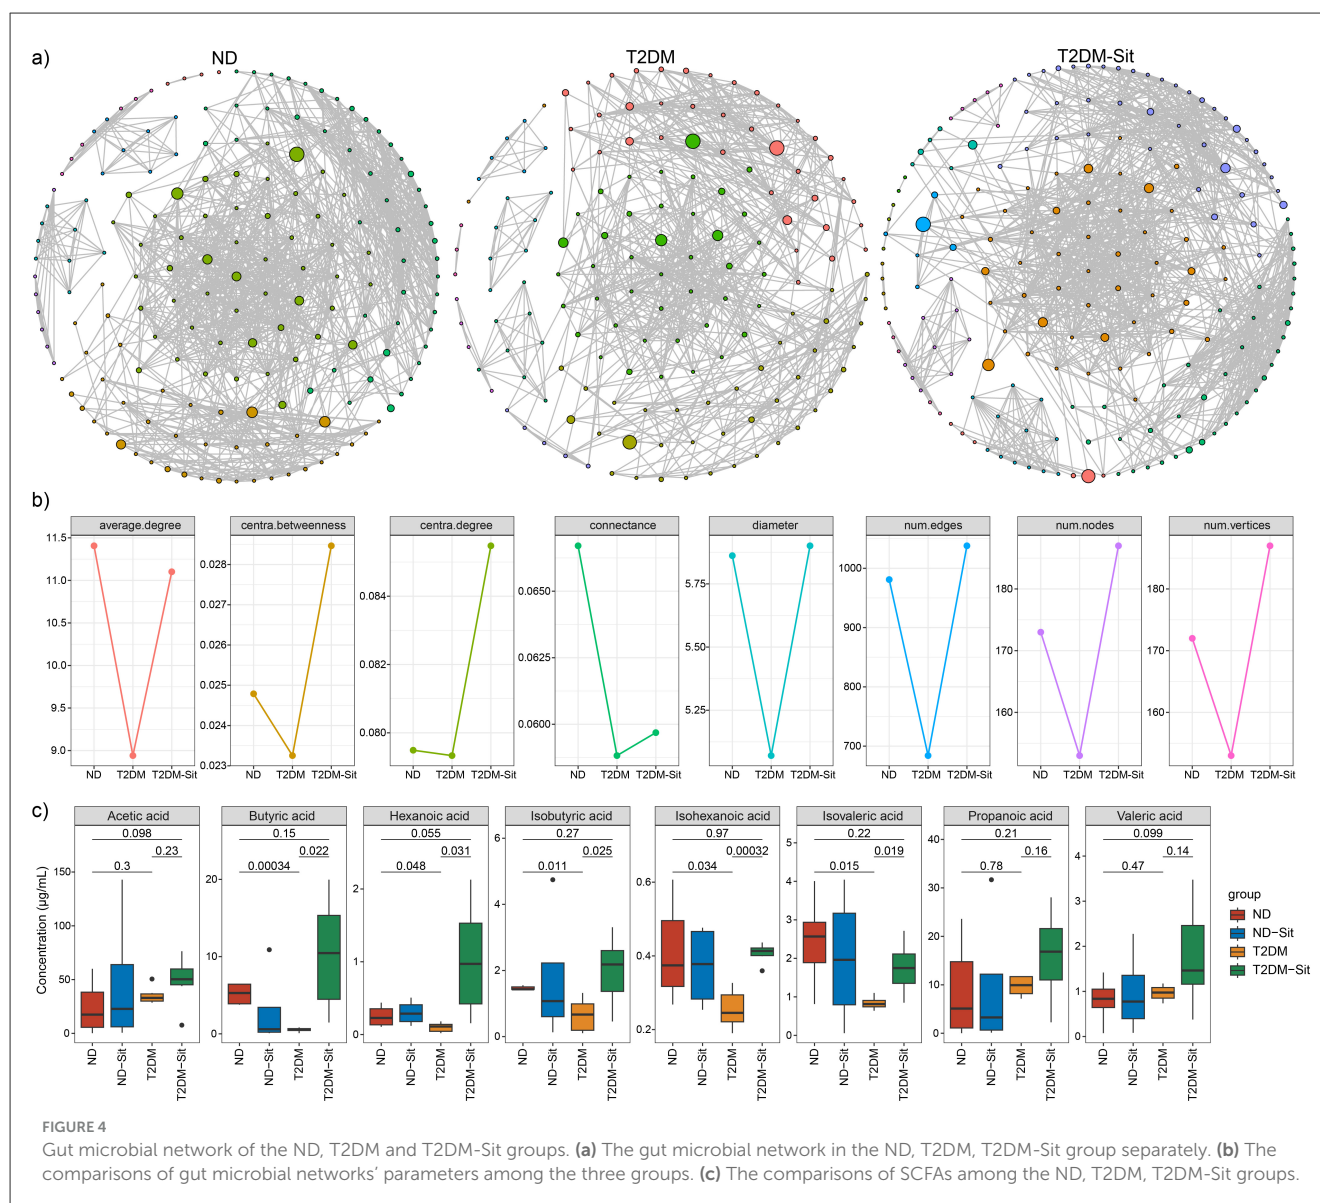 a)
ND
T2DM
T2DM-Sit
b)
average.degree
centra.betweenness
centra.degree
connectance
diameter
num.edges
num.nodes
num.vertices
11.5
11.0
10.5
10.0
9.5
9.0
0.028
0.027
0.026
0.025
0.024
0.023
0.084
0.082
0.080
0.0650
0.0625
0.0600
5.75
5.50
5.25
1000
900
800
700
180
170
160
180
170
160
ND T2DM T2DM-Sit
ND T2DM T2DM-Sit
ND T2DM T2DM-Sit
ND T2DM T2DM-Sit
ND T2DM T2DM-Sit
ND T2DM T2DM-Sit
ND T2DM T2DM-Sit
ND T2DM T2DM-Sit
c)
Concentration (µg/mL)
Acetic acid
0.098
0.23
0.3
150
100
50
0
ND
ND−Sit
T2DM
T2DM−Sit
Butyric acid
0.15
0.022
0.00034
20
10
0
ND
ND−Sit
T2DM
T2DM−Sit
Hexanoic acid
0.055
0.031
0.048
2
1
0
ND
ND−Sit
T2DM
T2DM−Sit
Isobutyric acid
0.27
0.025
0.011
6
4
2
0
ND
ND−Sit
T2DM
T2DM−Sit
Isohexanoic acid
0.97
0.00032
0.034
0.6
0.4
0.2
ND
ND−Sit
T2DM
T2DM−Sit
Isovaleric acid
0.22
0.019
0.015
5
4
3
2
1
0
ND
ND−Sit
T2DM
T2DM−Sit
Propanoic acid
0.21
0.16
0.78
40
30
20
10
0
ND
ND−Sit
T2DM
T2DM−Sit
Valeric acid
0.099
0.14
0.47
4
3
2
1
0
ND
ND−Sit
T2DM
T2DM−Sit
group
ND
ND−Sit
T2DM
T2DM−Sit
FIGURE 4
Gut microbial network of the ND, T2DM and T2DM-Sit groups. (a) The gut microbial network in the ND, T2DM, T2DM-Sit group separately. (b) The
comparisons of gut microbial networks’ parameters among the three groups. (c) The comparisons of SCFAs among the ND, T2DM, T2DM-Sit groups.